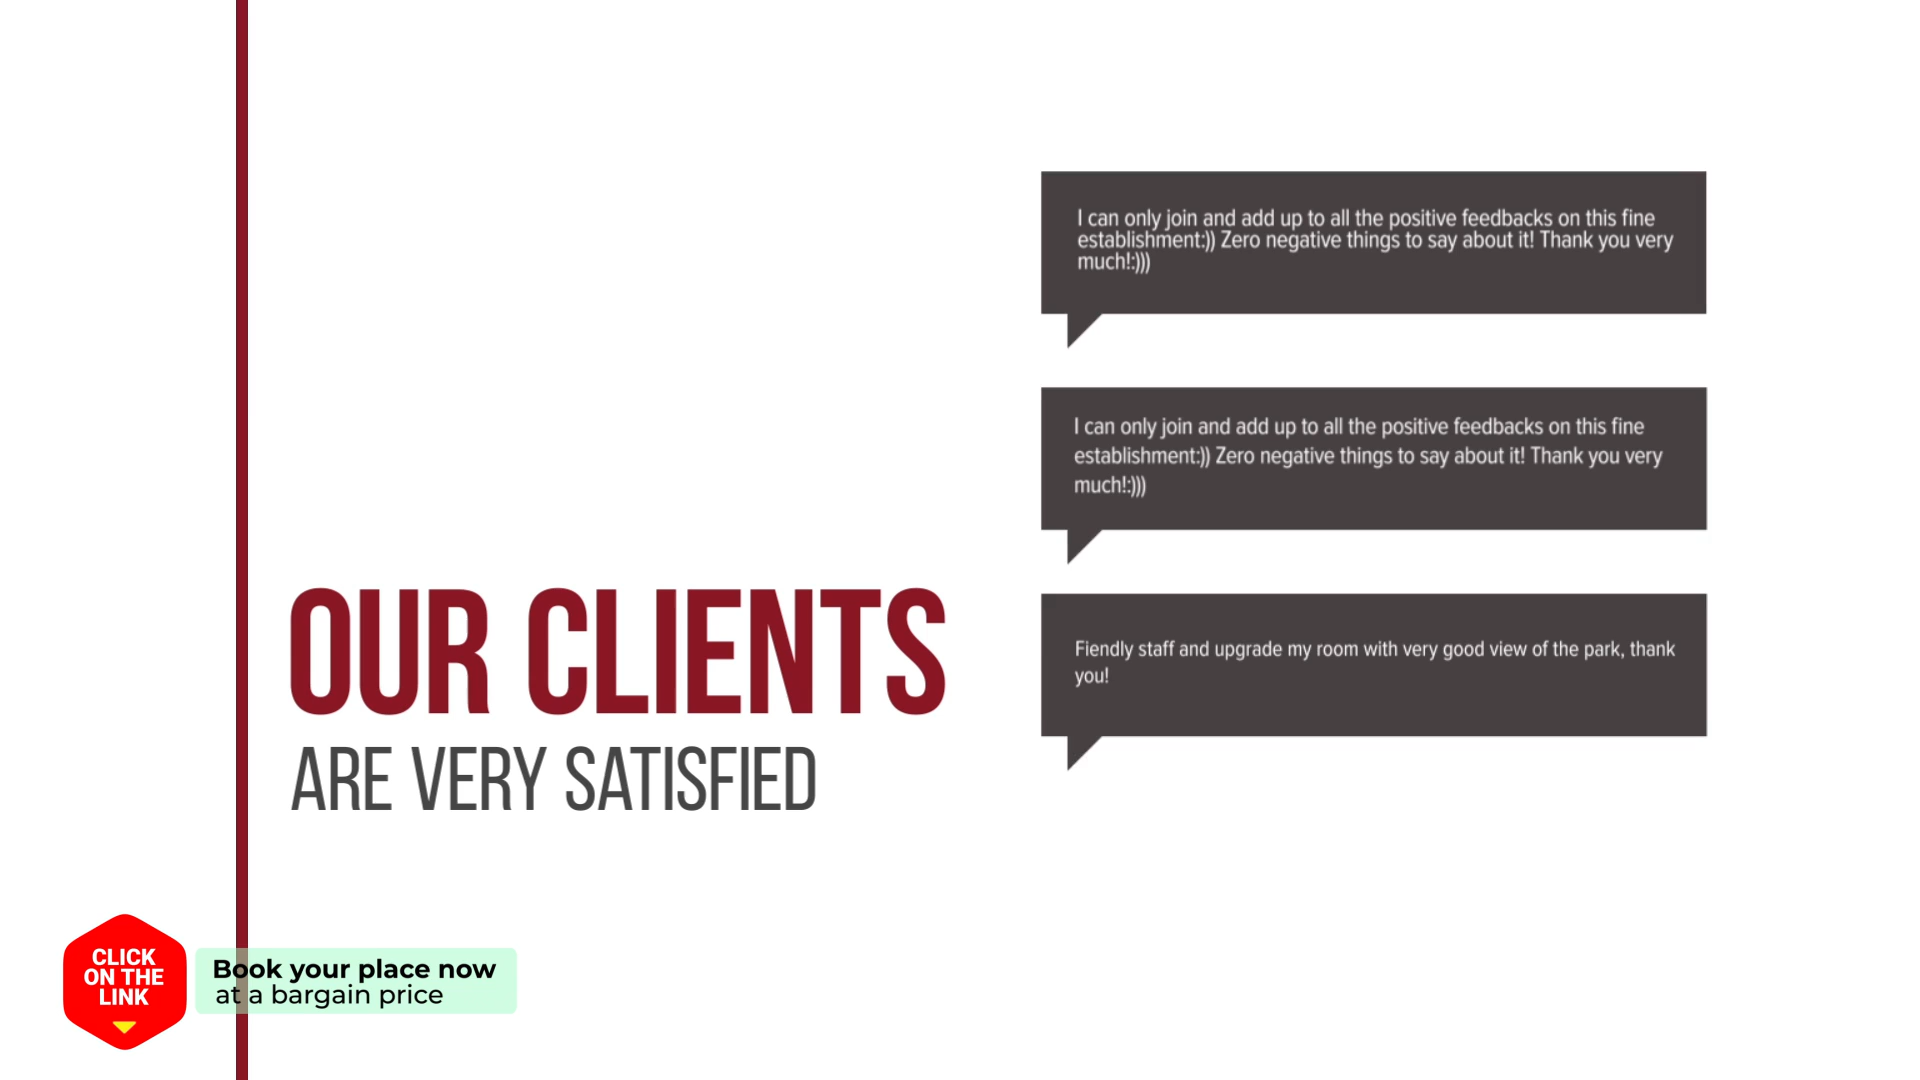 I can only join and add up to all the positive feedbacks on this fine
establishment:)) Zero negative things to say about it! Thank you very
much!:)))
I can only join and add up to all the positive feedbacks on this fine
establishment:)) Zero negative things to say about it! Thank you very
much!:)))
Fiendly staff and upgrade my room with very good view of the park, thank
you!
OUR CLIENTS
ARE VERY SATISFIED
CLICK
ON THE
LINK
Book your place now
at a bargain price